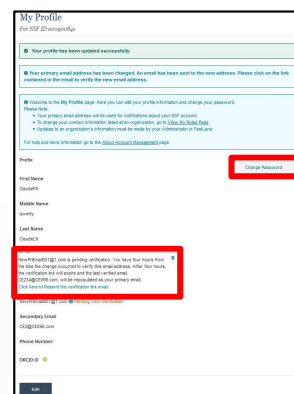 My Profile
For NSF ID 000900841
Your profile has been updated successfully.
Your primary email address has been changed. An email has been sent to the new address. Please click on the link
contained in the email to verify the new email address.
Welcome to the My Profile page. Here you can edit your profile information and change your password.
Please Note:
• Your primary email address will be used for notifications about your NSF account
• To change your contact information listed at an organization, go to View My Roles Page
• Updates to an organization's information must be made by your Administrator in FastLane
For help and more information go to the About Account Management page
Prefix
Change Password
First Name
ClaudeFN
Middle Name
qwerty
Last Name
ClaudeLN
NewPriEmail001@1.com is pending verification. You have four hours from X
the time the change occurred to verify this email address. After four hours,
the verification link will expire and the last verified email,
CE234@CE098.com, will be repopulated as your primary email.
Click here to Resend the verification link email.
NewPriEmail001@1.com Pending Your Verification
Secondary Email
CE2@CE098.com
Phone Number
ORCID iD
Edit